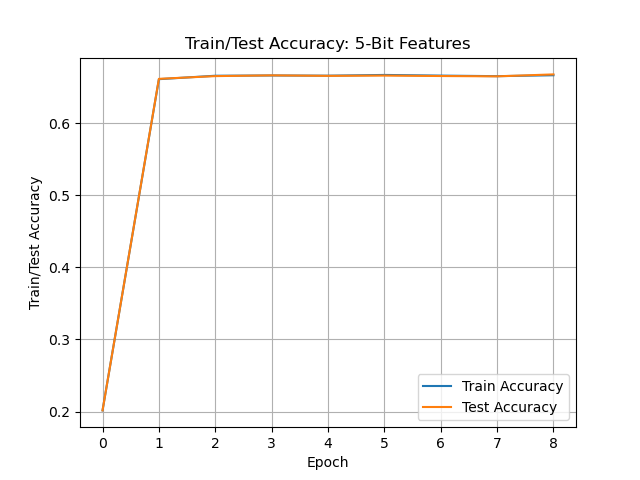 Train/Test Accuracy: 5-Bit Features
Train/Test Accuracy
0.6
0.5
0.4
0.3
0.2
Train Accuracy
Test Accuracy
0 1 2 3 4 5 6 7 8
Epoch